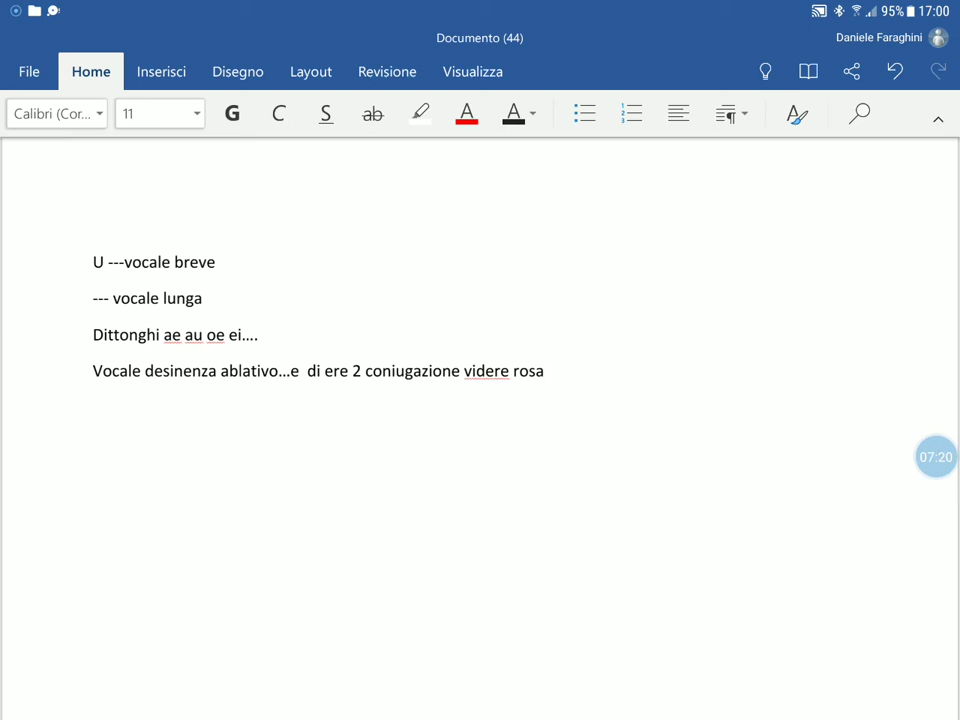 95% 17:00
Documento (44)
Daniele Faraghini
File Home Inserisci Disegno Layout Revisione Visualizza
Calibri (Cor... 11 G C S ab A A
U ---vocale breve
--- vocale lunga
Dittonghi ae au oe ei....
Vocale desinenza ablativo...e di ere 2 coniugazione videre rosa
07:20